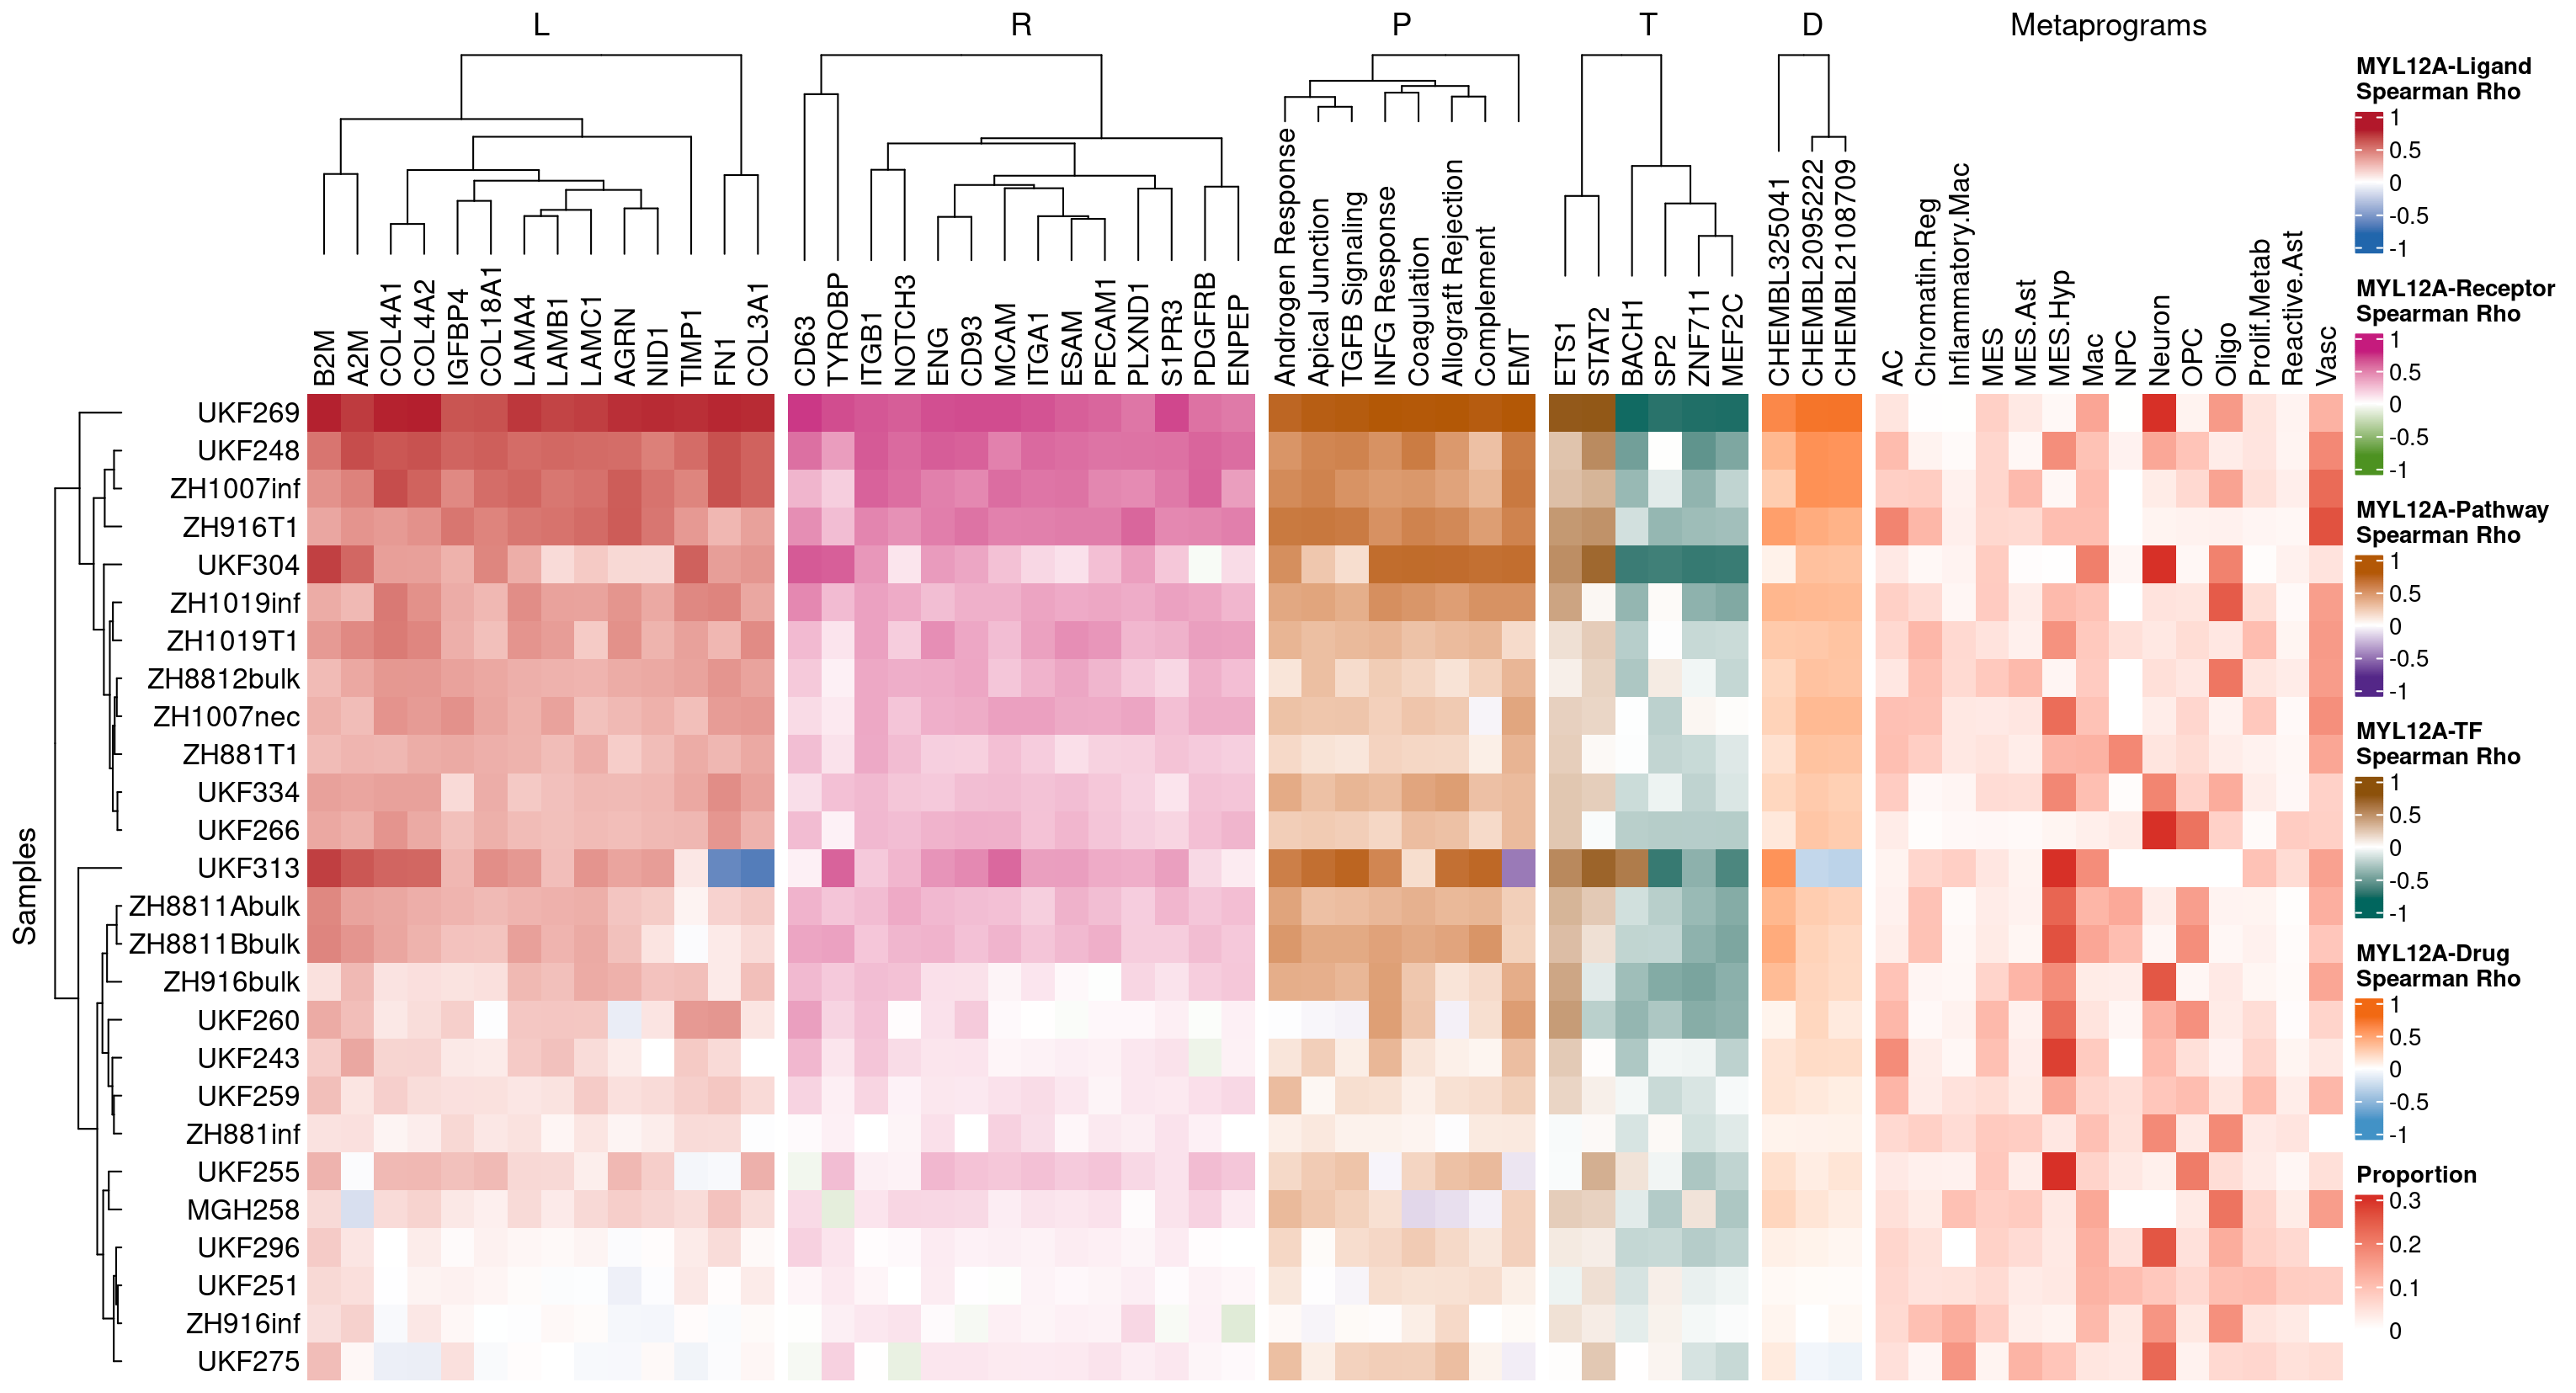 L R P T D Metaprograms
B2M A2M COL4A1 COL4A2 IGFBP4 COL18A1 LAMA4 LAMB1 LAMC1 AGRN NID1 TIMP1 FN1 COL3A1
CD63 TYROBP ITGB1 NOTCH3 ENG CD93 MCAM ITGA1 ESAM PECAM1 PLXND1 S1PR3 PDGFRB ENPEP
Androgen Response
Apical Junction
TGFB Signaling
INFG Response
Coagulation
Allograft Rejection
Complement
EMT
ETS1 STAT2 BACH1 SP2 ZNF711 MEF2C
CHEMBL325041 CHEMBL2095222 CHEMBL2108709
AC Chromatin.Reg Inflammatory.Mac MES MES.Ast MES.Hyp Mac NPC Neuron OPC Oligo Prolif.Metab Reactive.Ast Vasc
Samples
UKF269
UKF248
ZH1007inf
ZH916T1
UKF304
ZH1019inf
ZH1019T1
ZH8812bulk
ZH1007nec
ZH881T1
UKF334
UKF266
UKF313
ZH8811Abulk
ZH8811Bbulk
ZH916bulk
UKF260
UKF243
UKF259
ZH881inf
UKF255
MGH258
UKF296
UKF251
ZH916inf
UKF275
MYL12A-Ligand
Spearman Rho
1
0.5
0
-0.5
-1
MYL12A-Receptor
Spearman Rho
1
0.5
0
-0.5
-1
MYL12A-Pathway
Spearman Rho
1
0.5
0
-0.5
-1
MYL12A-TF
Spearman Rho
1
0.5
0
-0.5
-1
MYL12A-Drug
Spearman Rho
1
0.5
0
-0.5
-1
Proportion
0.3
0.2
0.1
0